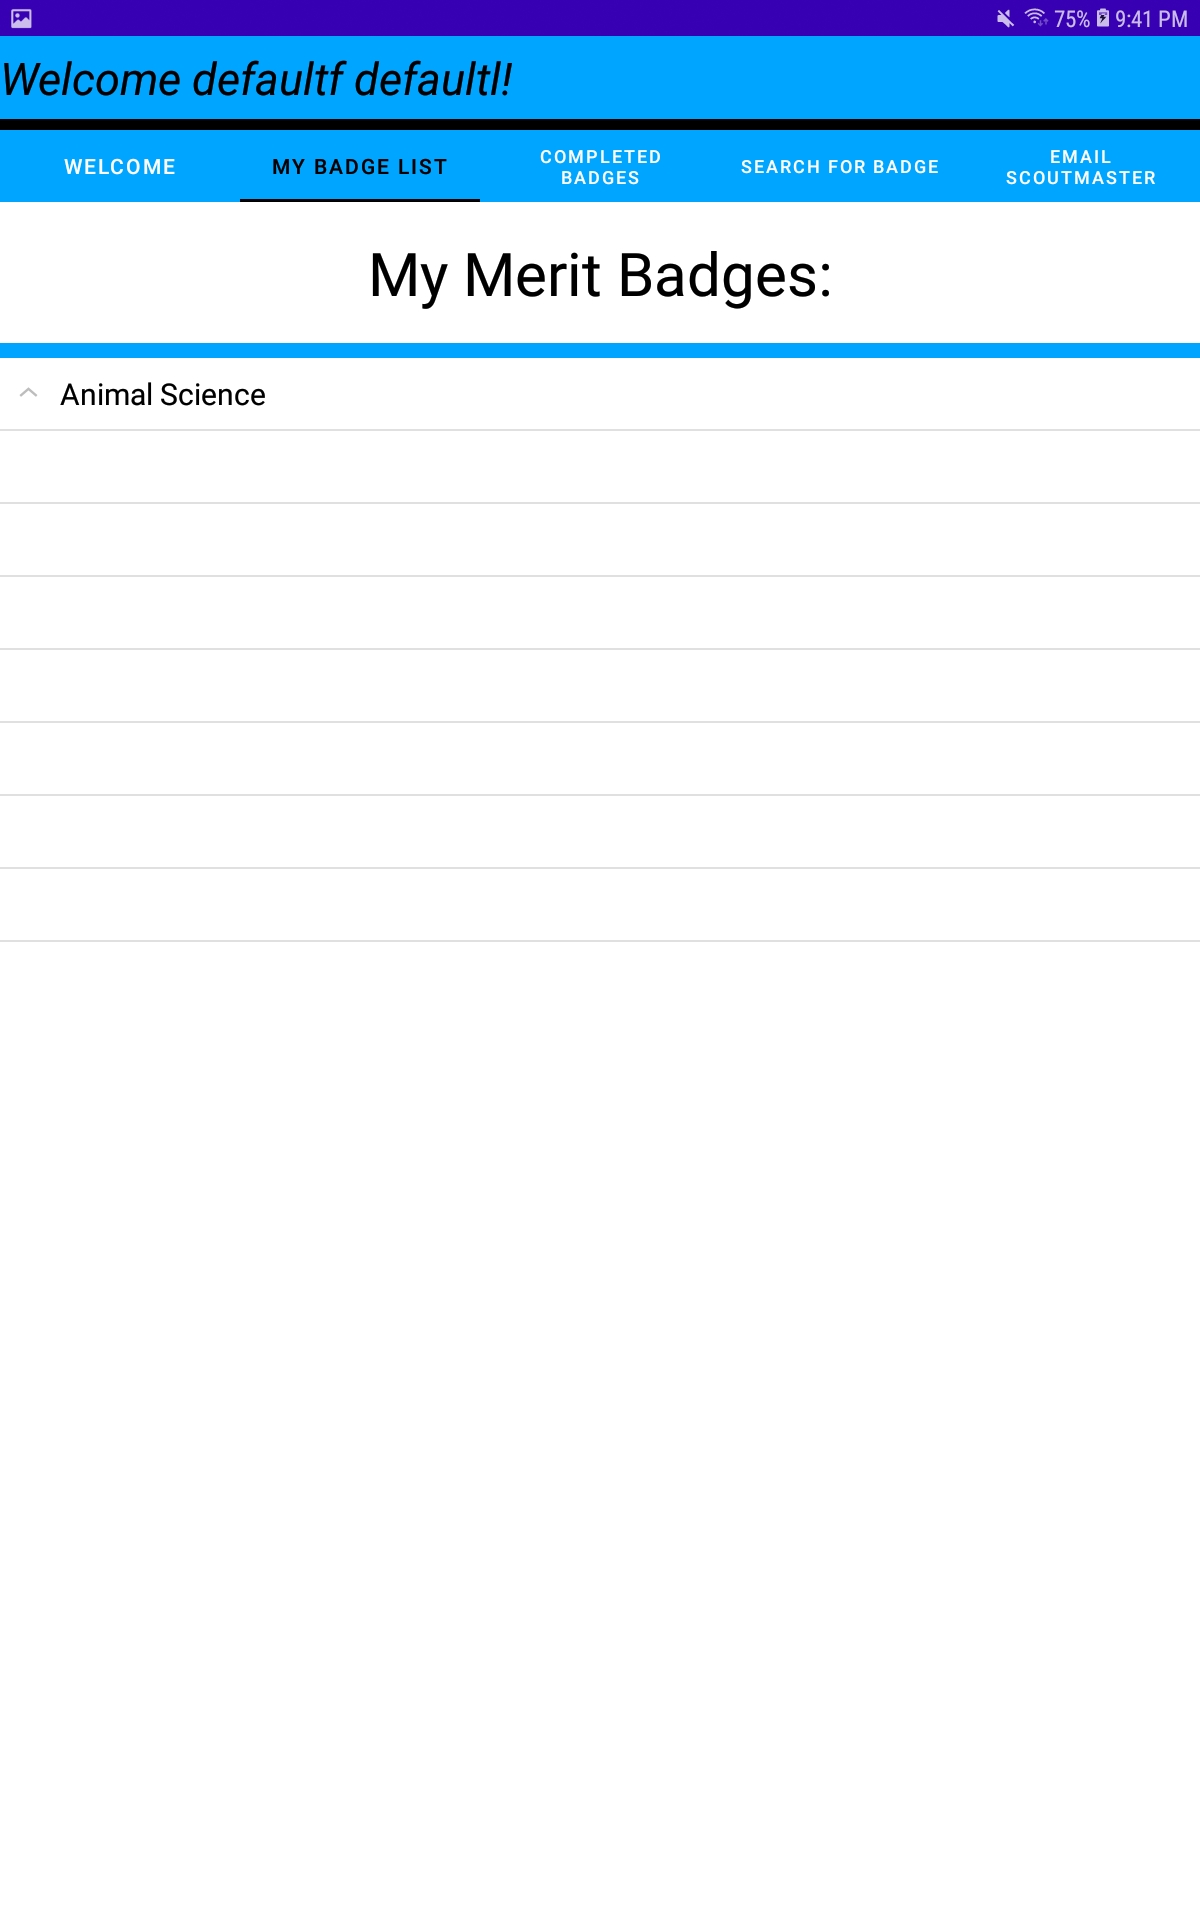 75% 9:41 PM
Welcome defaultf defaultl!
WELCOME
MY BADGE LIST
COMPLETED
BADGES
SEARCH FOR BADGE
EMAIL
SCOUTMASTER
My Merit Badges:
Animal Science